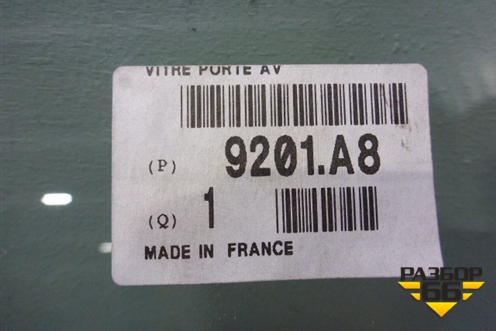 VITRE PORTE AV
(P) 9201.A8
(Q) 1
MADE IN FRANCE
РАЗБОР
66